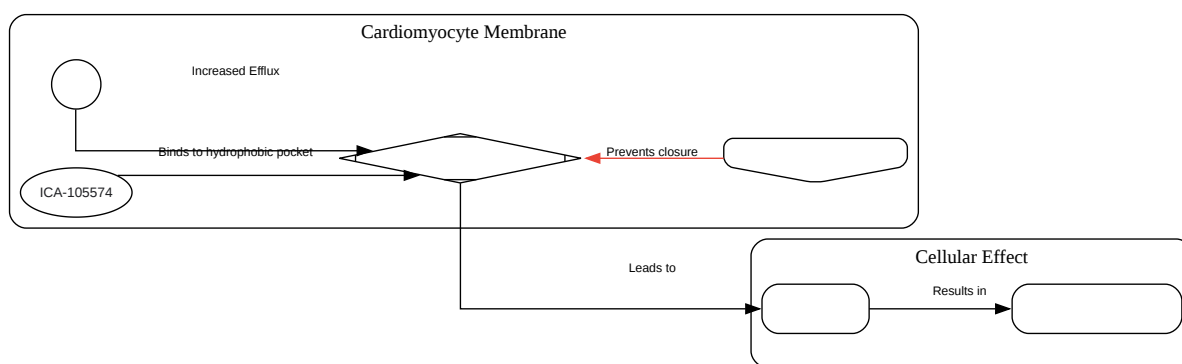 Cardiomyocyte Membrane
Increased Efflux
Binds to hydrophobic pocket
Prevents closure
ICA-105574
Cellular Effect
Leads to
Results in